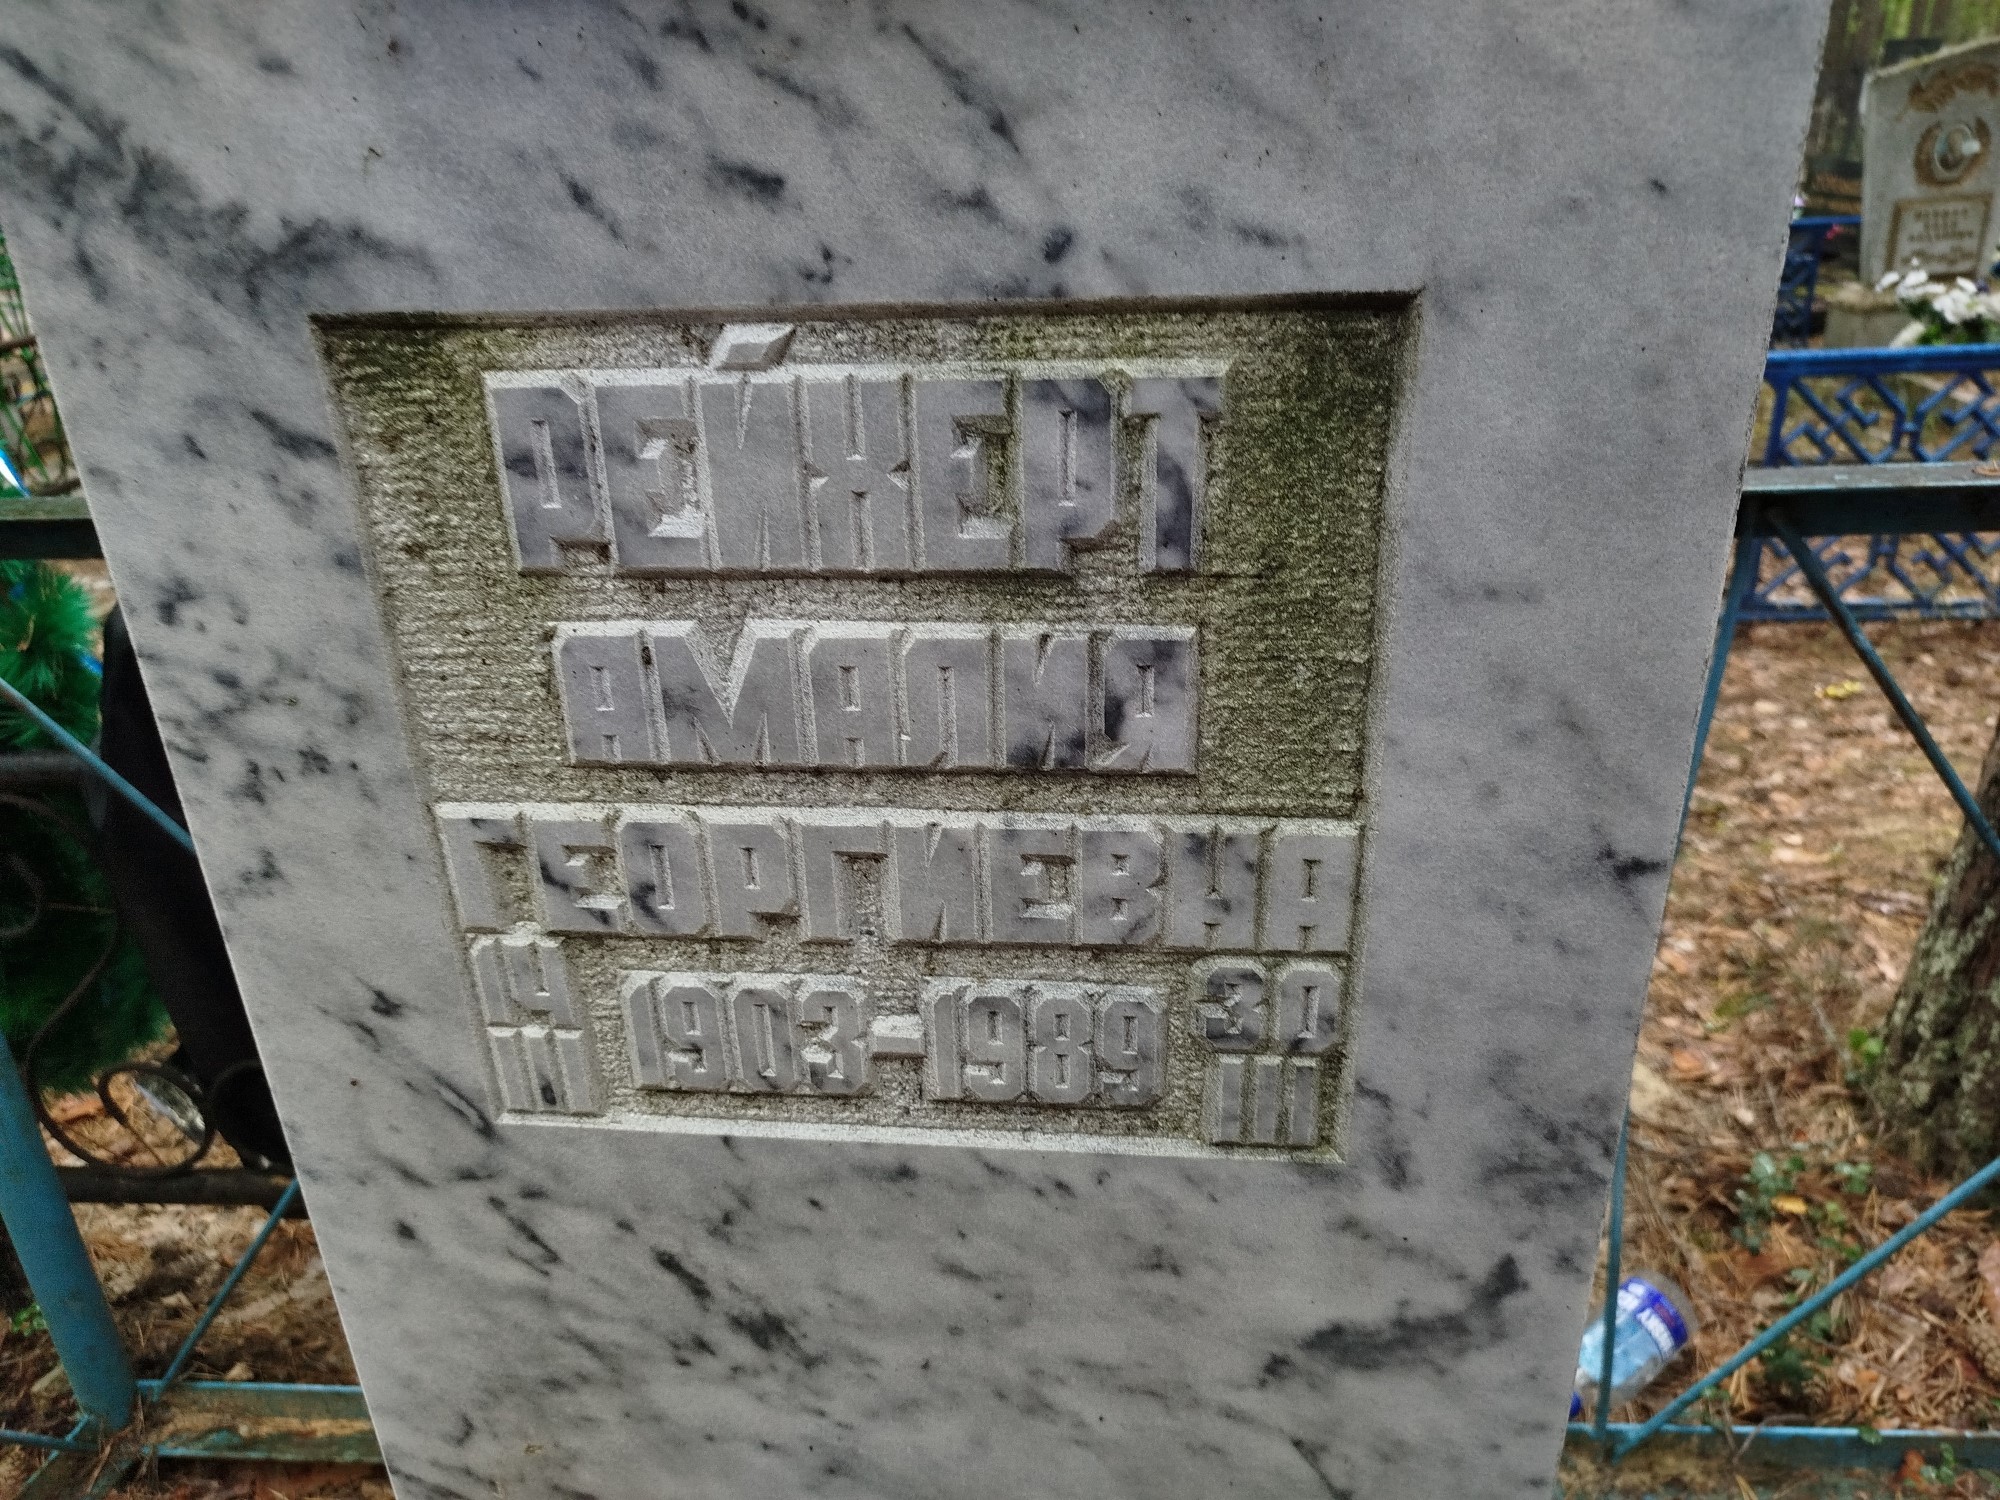 РЕЙХЕРТ
АМАЛИЯ
ГЕОРГИЕВНА
14 1903-1989 30
III III